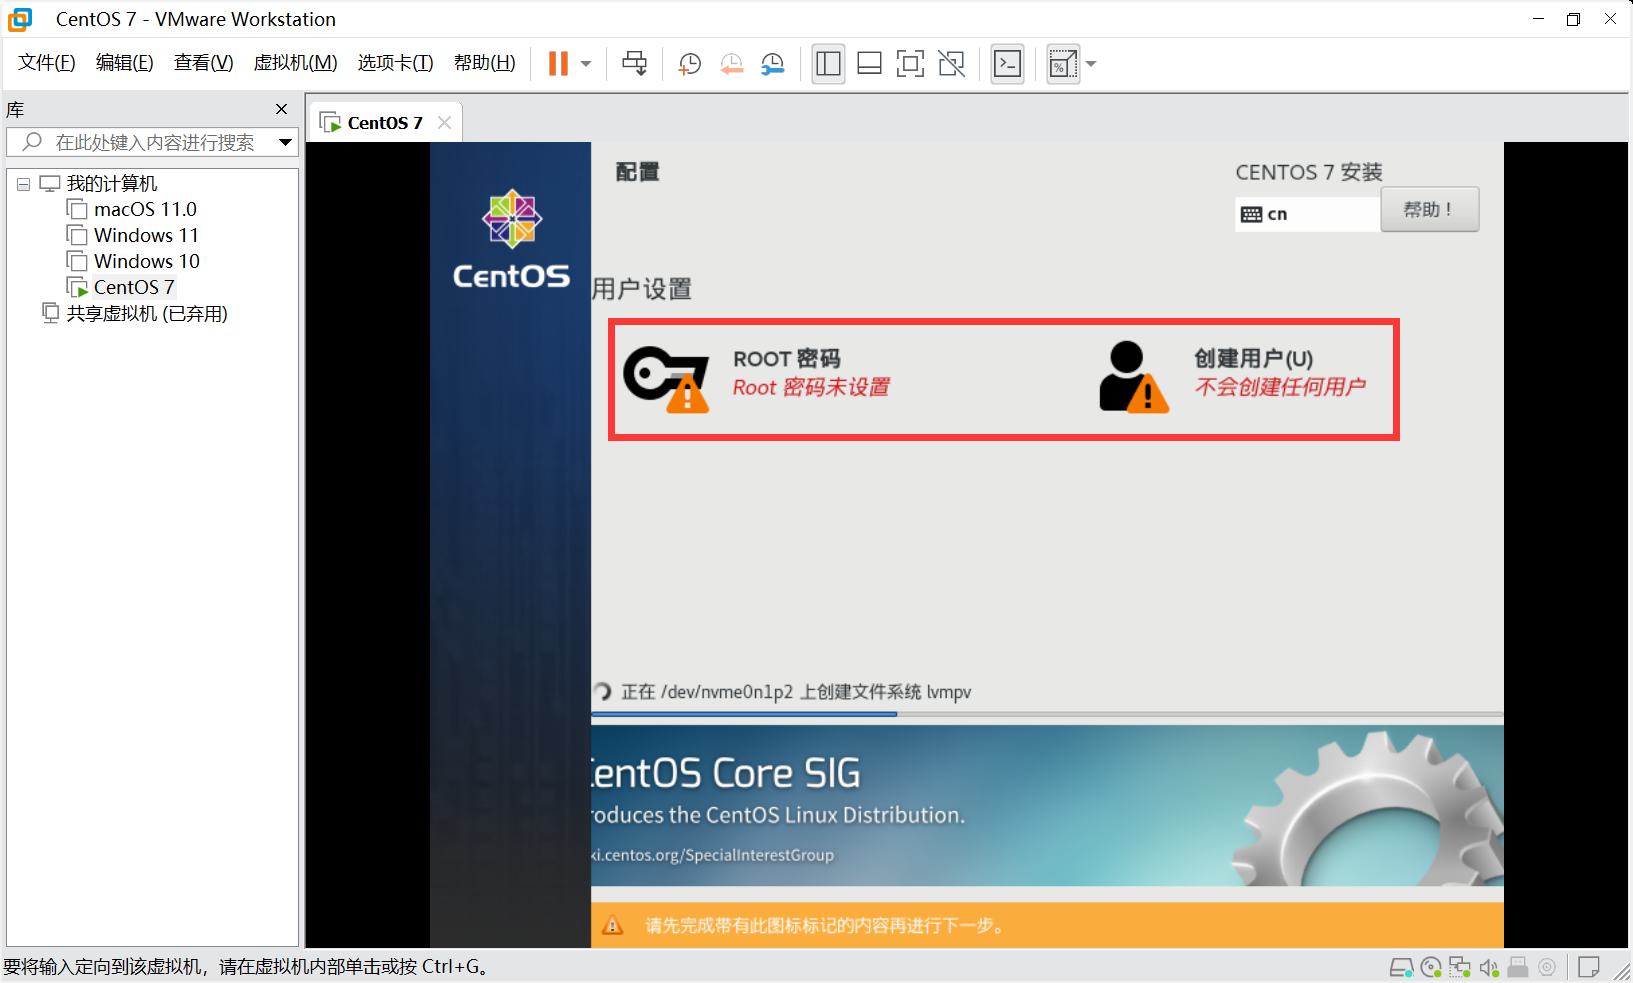 CentOS 7 - VMware Workstation
文件(F) 编辑(E) 查看(V) 虚拟机(M) 选项卡(T) 帮助(H)
库
在此处键入内容进行搜索
我的计算机
macOS 11.0
Windows 11
Windows 10
CentOS 7
共享虚拟机 (已弃用)
CentOS 7
CentOS
配置
CENTOS 7 安装
cn
帮助！
用户设置
ROOT 密码
Root 密码未设置
创建用户(U)
不会创建任何用户
正在 /dev/nvme0n1p2 上创建文件系统 lvmpv
entOS Core SIG
roduces the CentOS Linux Distribution.
ki.centos.org/SpecialInterestGroup
请先完成带有此图标标记的内容再进行下一步。
要将输入定向到该虚拟机，请在虚拟机内部单击或按 Ctrl+G。